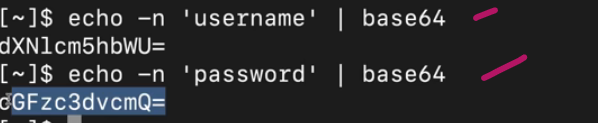 [~]$ echo -n 'username' | base64
dXNlcm5hbWU=
[~]$ echo -n 'password' | base64
cGFzc3dvcmQ=